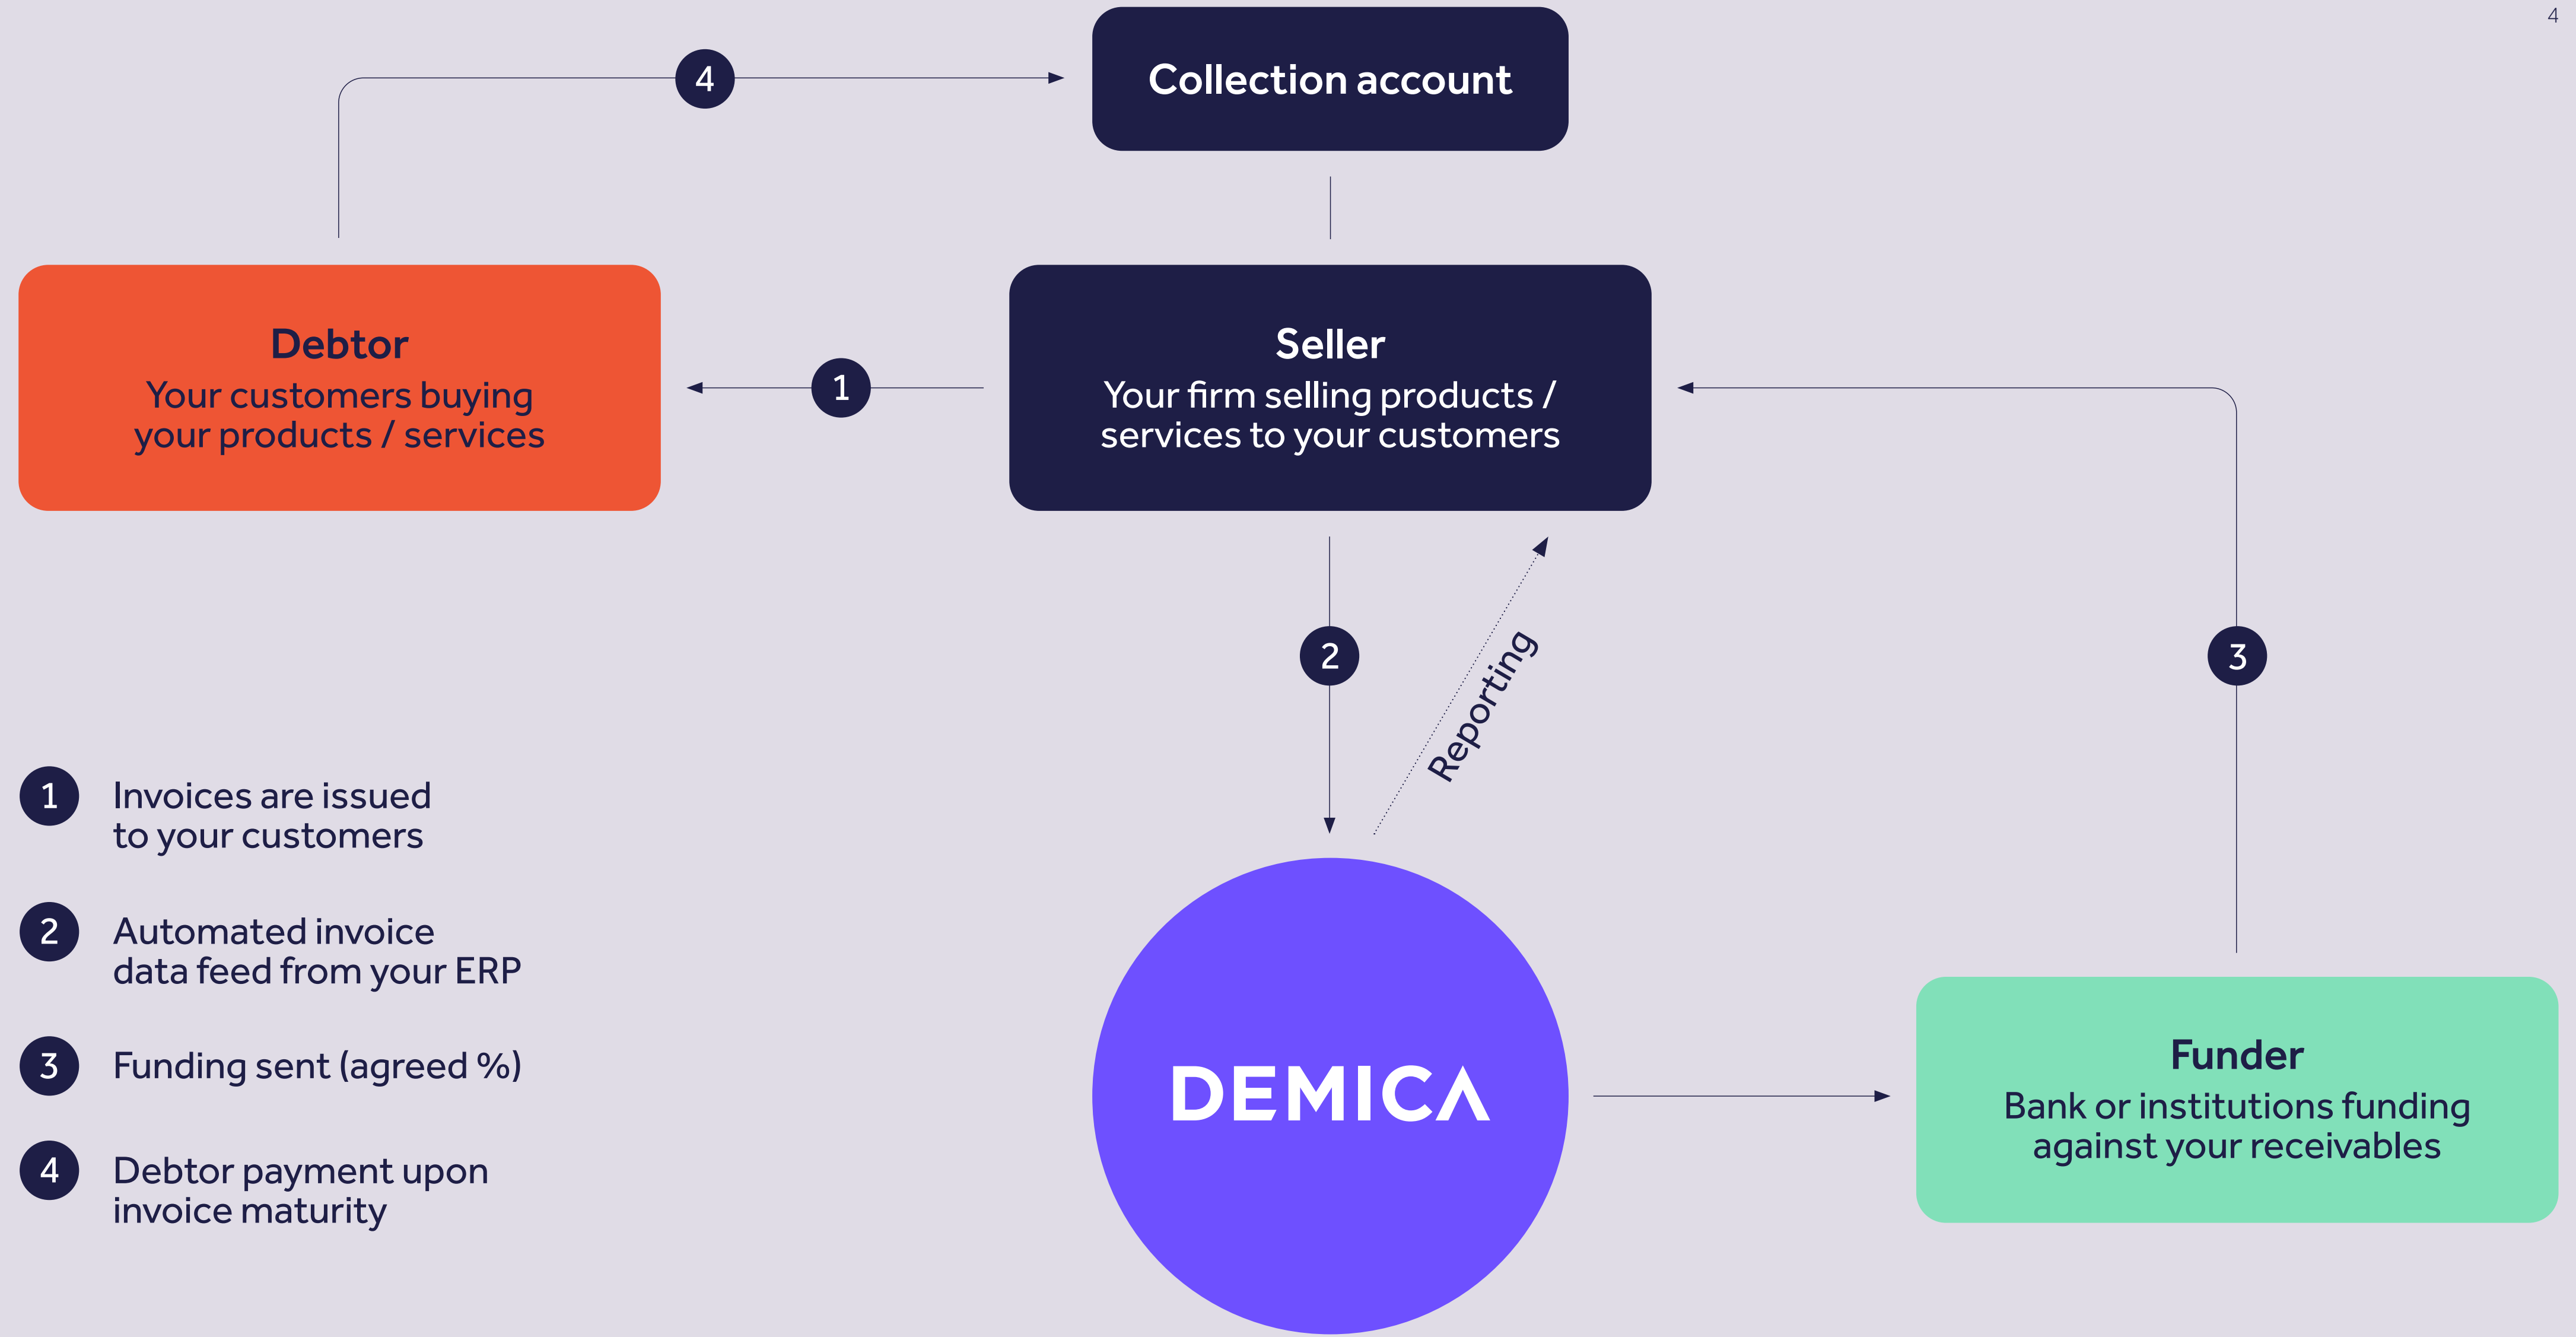 4
4
Collection account
Debtor
Your customers buying
your products / services
1
Seller
Your firm selling products /
services to your customers
2
Reporting
3
1
Invoices are issued
to your customers
2
Automated invoice
data feed from your ERP
3
Funding sent (agreed %)
4
Debtor payment upon
invoice maturity
DEMICA
Funder
Bank or institutions funding
against your receivables